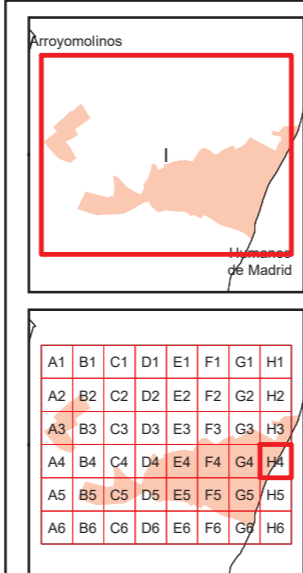 Arroyomolinos
I
Humanes
de Madrid
A1 B1 C1 D1 E1 F1 G1 H1
A2 B2 C2 D2 E2 F2 G2 H2
A3 B3 C3 D3 E3 F3 G3 H3
A4 B4 C4 D4 E4 F4 G4 H4
A5 B5 C5 D5 E5 F5 G5 H5
A6 B6 C6 D6 E6 F6 G6 H6